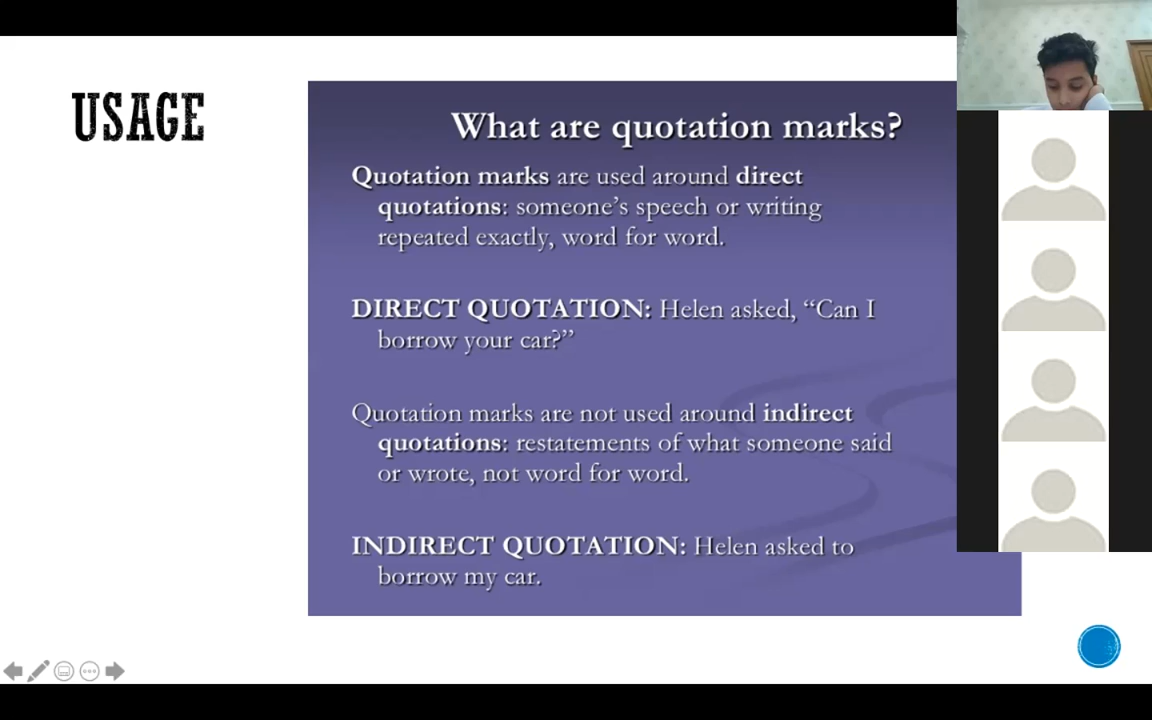 USAGE
What are quotation marks?
Quotation marks are used around direct
quotations: someone’s speech or writing
repeated exactly, word for word.
DIRECT QUOTATION: Helen asked, “Can I
borrow your car?”
Quotation marks are not used around indirect
quotations: restatements of what someone said
or wrote, not word for word.
INDIRECT QUOTATION: Helen asked to
borrow my car.